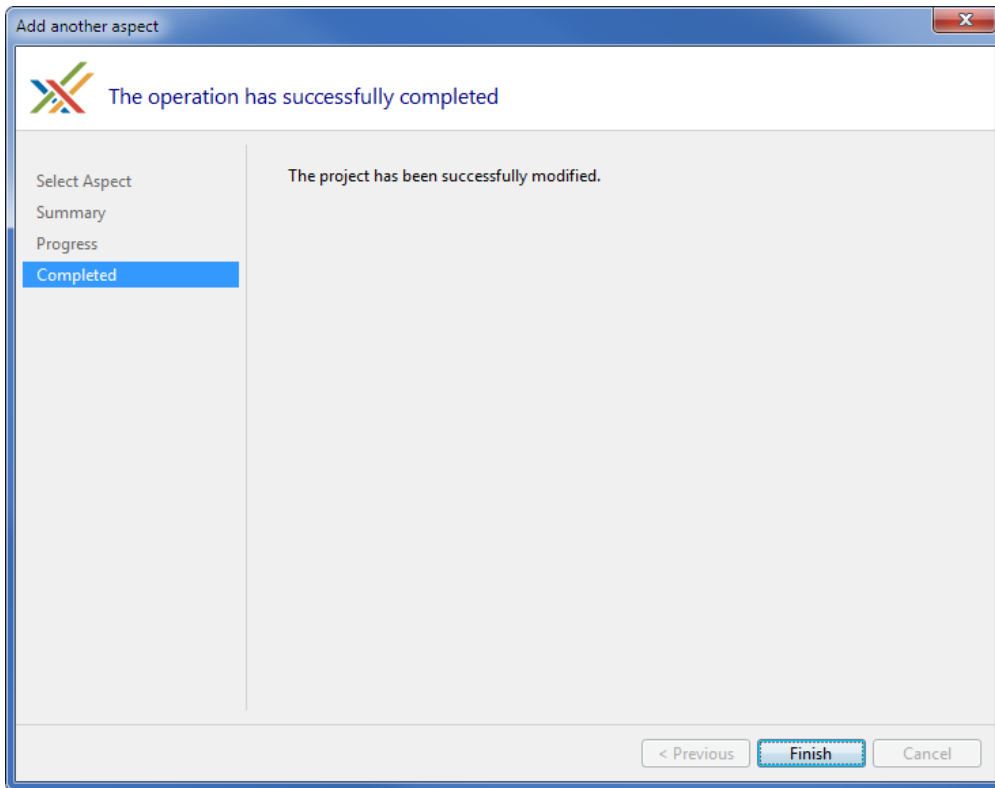 Add another aspect
The operation has successfully completed
Select Aspect
Summary
Progress
Completed
The project has been successfully modified.
< Previous
Finish
Cancel